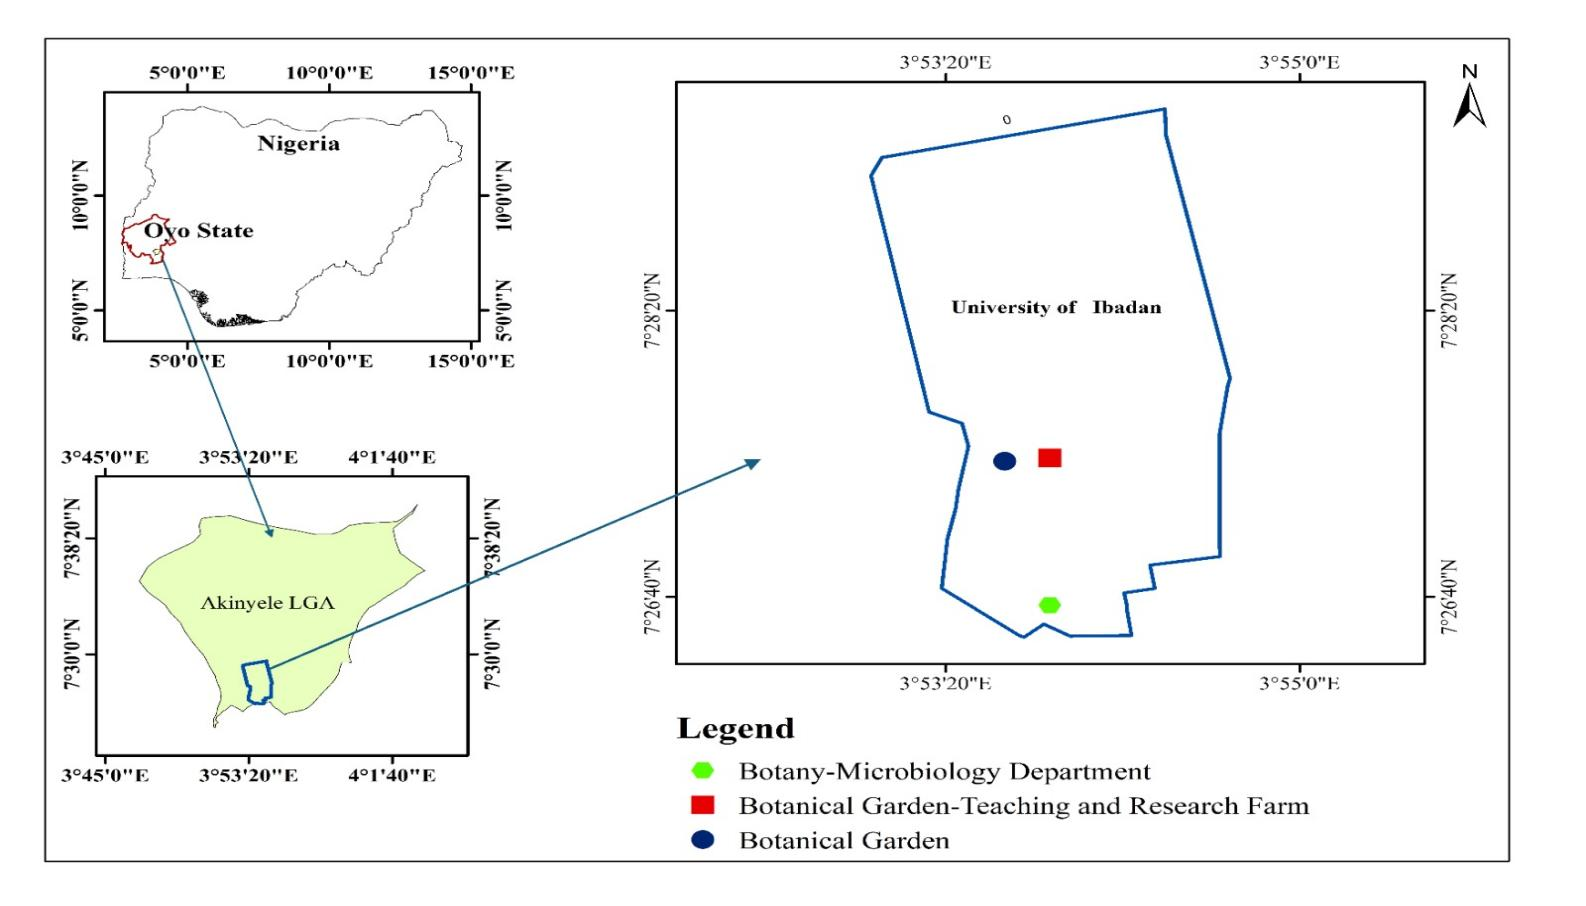 5°0'0"E 10°0'0"E 15°0'0"E
Nigeria
10°0'0"N
10°0'0"N
Oyo State
5°0'0"N
5°0'0"N
5°0'0"E 10°0'0"E 15°0'0"E
3°45'0"E 3°53'20"E 4°1'40"E
7°38'20"N
7°38'20"N
Akinyele LGA
7°30'0"N
7°30'0"N
3°45'0"E 3°53'20"E 4°1'40"E
3°53'20"E 3°55'0"E
N
0
7°28'20"N
University of Ibadan
7°28'20"N
7°26'40"N
7°26'40"N
3°53'20"E 3°55'0"E
Legend
Botany-Microbiology Department
Botanical Garden-Teaching and Research Farm
Botanical Garden